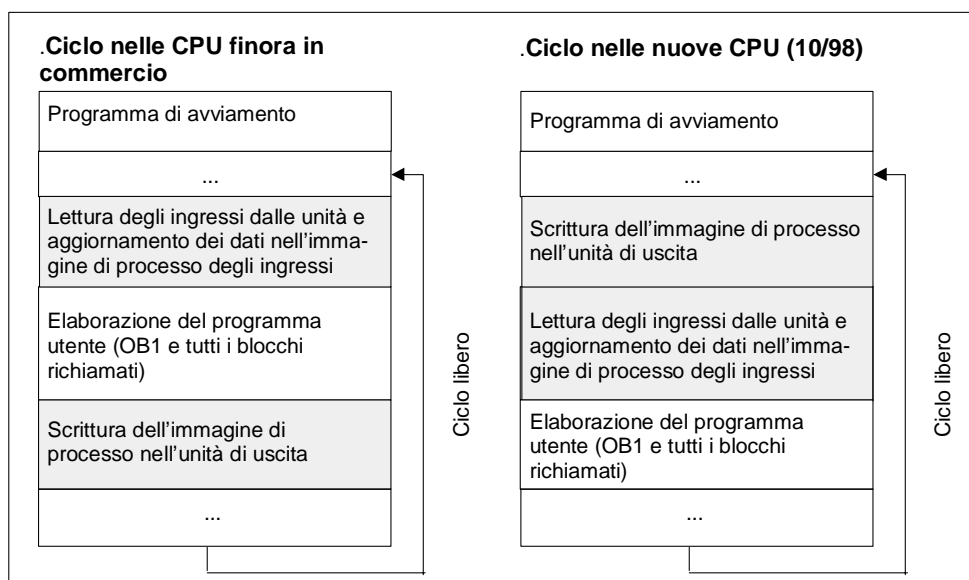 .Ciclo nelle CPU finora in
commercio
Programma di avviamento
...
Lettura degli ingressi dalle unità e
aggiornamento dei dati nell'imma-
gine di processo degli ingressi
Elaborazione del programma
utente (OB1 e tutti i blocchi
richiamati)
Scrittura dell'immagine di
processo nell'unità di uscita
...
Ciclo libero
.Ciclo nelle nuove CPU (10/98)
Programma di avviamento
...
Scrittura dell'immagine di processo
nell'unità di uscita
Lettura degli ingressi dalle unità e
aggiornamento dei dati nell'imma-
gine di processo degli ingressi
Elaborazione del programma
utente (OB1 e tutti i blocchi
richiamati)
...
Ciclo libero